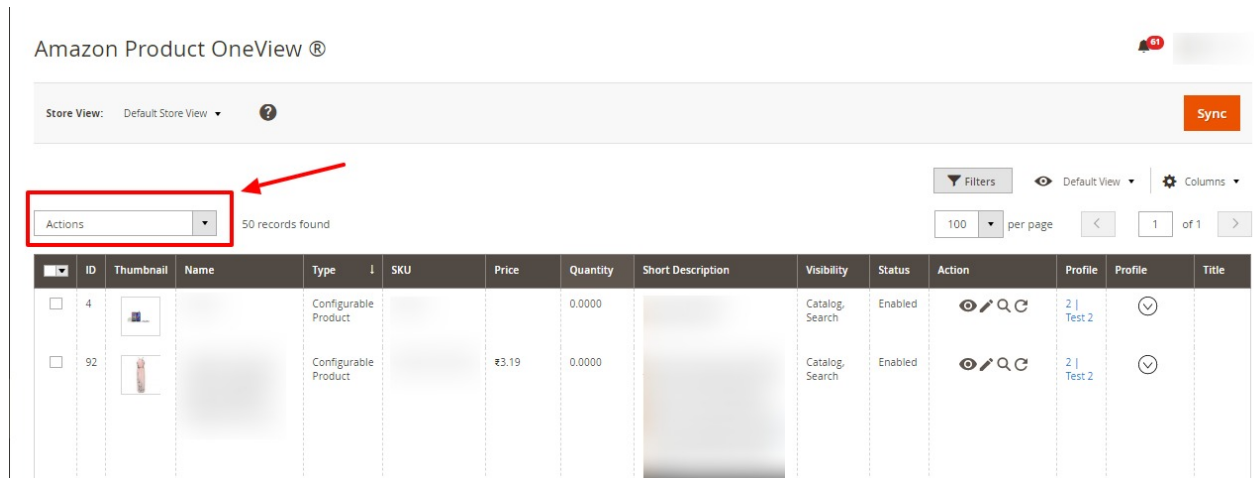 Amazon Product OneView ®
61
Store View: Default Store View
?
Sync
Filters Default View Columns
Actions 50 records found 100 per page 1 of 1
ID Thumbnail Name Type ↓ SKU Price Quantity Short Description Visibility Status Action Profile Profile Title
4 Configurable 0.0000 Catalog, Enabled 2 |
Product Search Test 2
92 Configurable ₹3.19 0.0000 Catalog, Enabled 2 |
Product Search Test 2